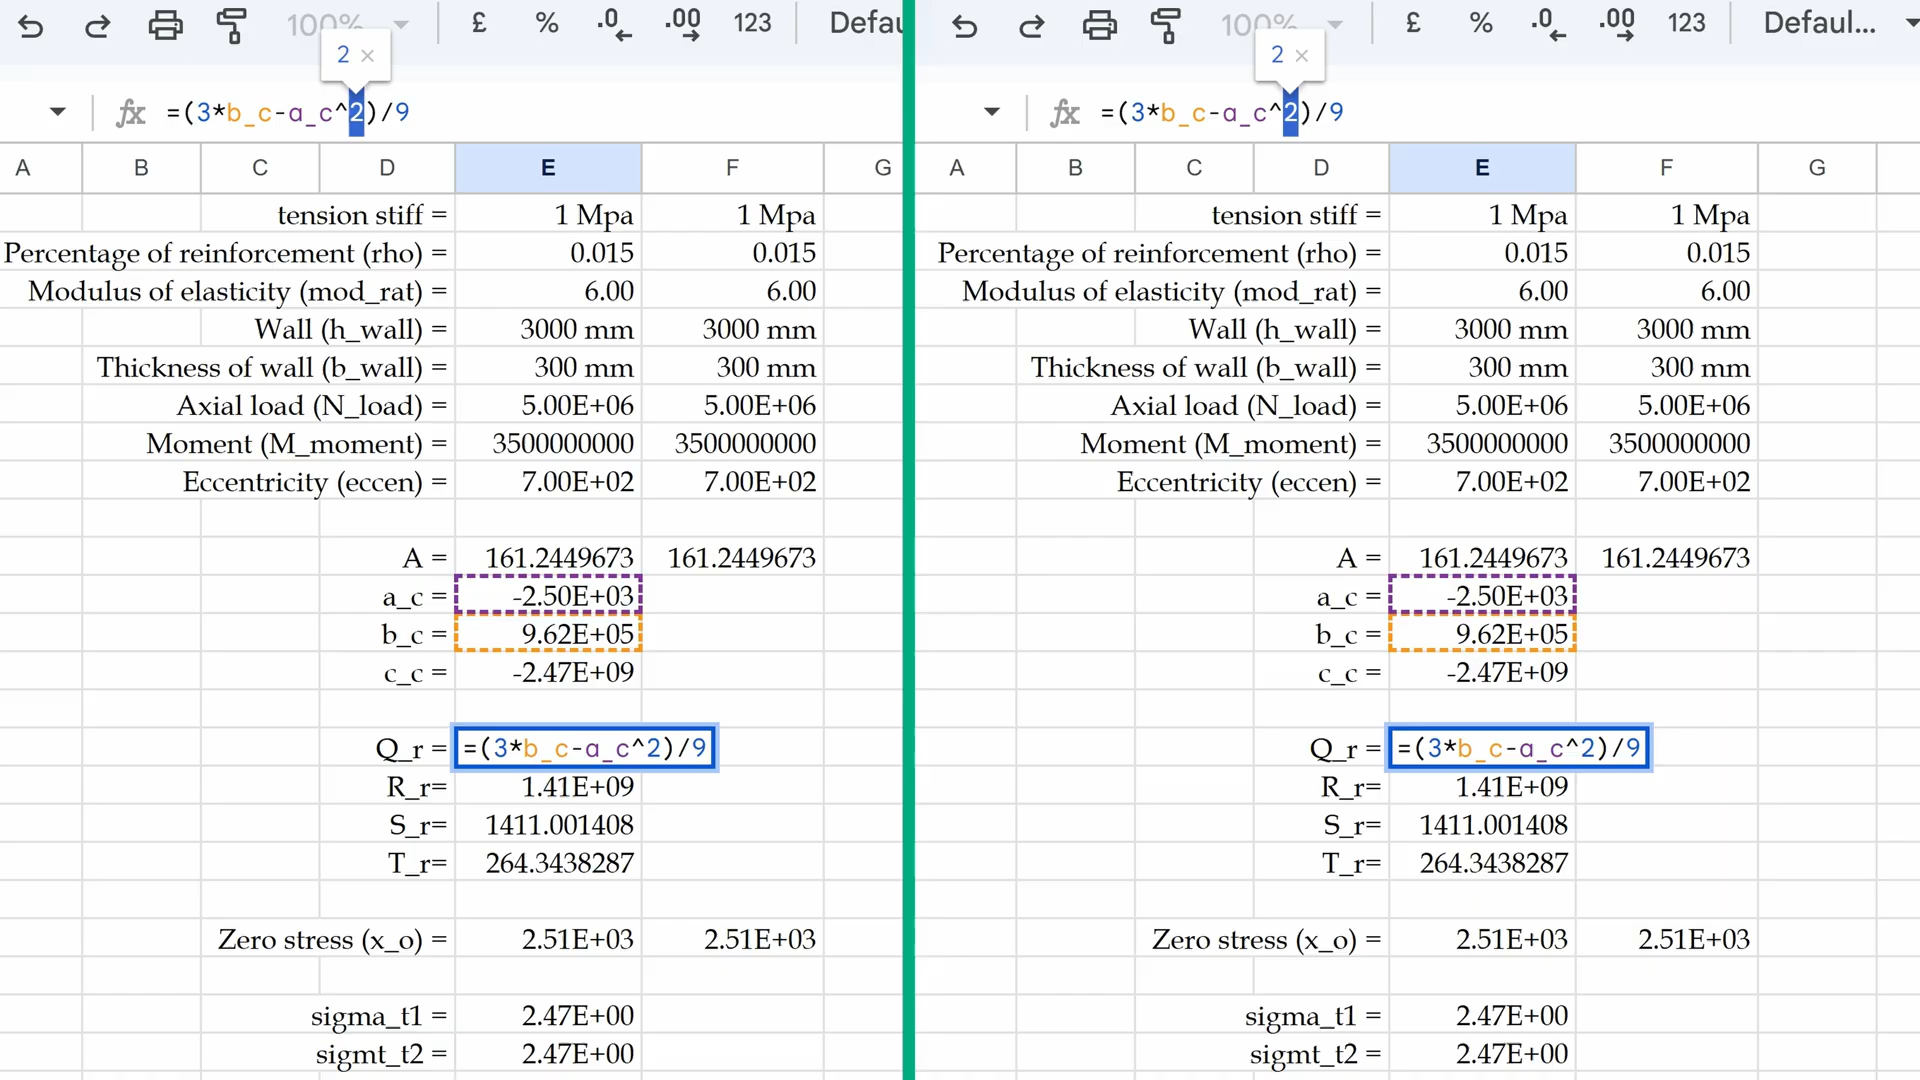 100% £ % .0 .00 123 Defau
2 ×
fx =(3*b_c-a_c^2)/9
A B C D E F G
tension stiff = 1 Mpa 1 Mpa
Percentage of reinforcement (rho) = 0.015 0.015
Modulus of elasticity (mod_rat) = 6.00 6.00
Wall (h_wall) = 3000 mm 3000 mm
Thickness of wall (b_wall) = 300 mm 300 mm
Axial load (N_load) = 5.00E+06 5.00E+06
Moment (M_moment) = 3500000000 3500000000
Eccentricity (eccen) = 7.00E+02 7.00E+02
A = 161.2449673 161.2449673
a_c = -2.50E+03
b_c = 9.62E+05
c_c = -2.47E+09
Q_r = =(3*b_c-a_c^2)/9
R_r= 1.41E+09
S_r= 1411.001408
T_r= 264.3438287
Zero stress (x_o) = 2.51E+03 2.51E+03
sigma_t1 = 2.47E+00
sigmt_t2 = 2.47E+00
100% £ % .0 .00 123 Defaul...
2 ×
fx =(3*b_c-a_c^2)/9
A B C D E F G
tension stiff = 1 Mpa 1 Mpa
Percentage of reinforcement (rho) = 0.015 0.015
Modulus of elasticity (mod_rat) = 6.00 6.00
Wall (h_wall) = 3000 mm 3000 mm
Thickness of wall (b_wall) = 300 mm 300 mm
Axial load (N_load) = 5.00E+06 5.00E+06
Moment (M_moment) = 3500000000 3500000000
Eccentricity (eccen) = 7.00E+02 7.00E+02
A = 161.2449673 161.2449673
a_c = -2.50E+03
b_c = 9.62E+05
c_c = -2.47E+09
Q_r = =(3*b_c-a_c^2)/9
R_r= 1.41E+09
S_r= 1411.001408
T_r= 264.3438287
Zero stress (x_o) = 2.51E+03 2.51E+03
sigma_t1 = 2.47E+00
sigmt_t2 = 2.47E+00